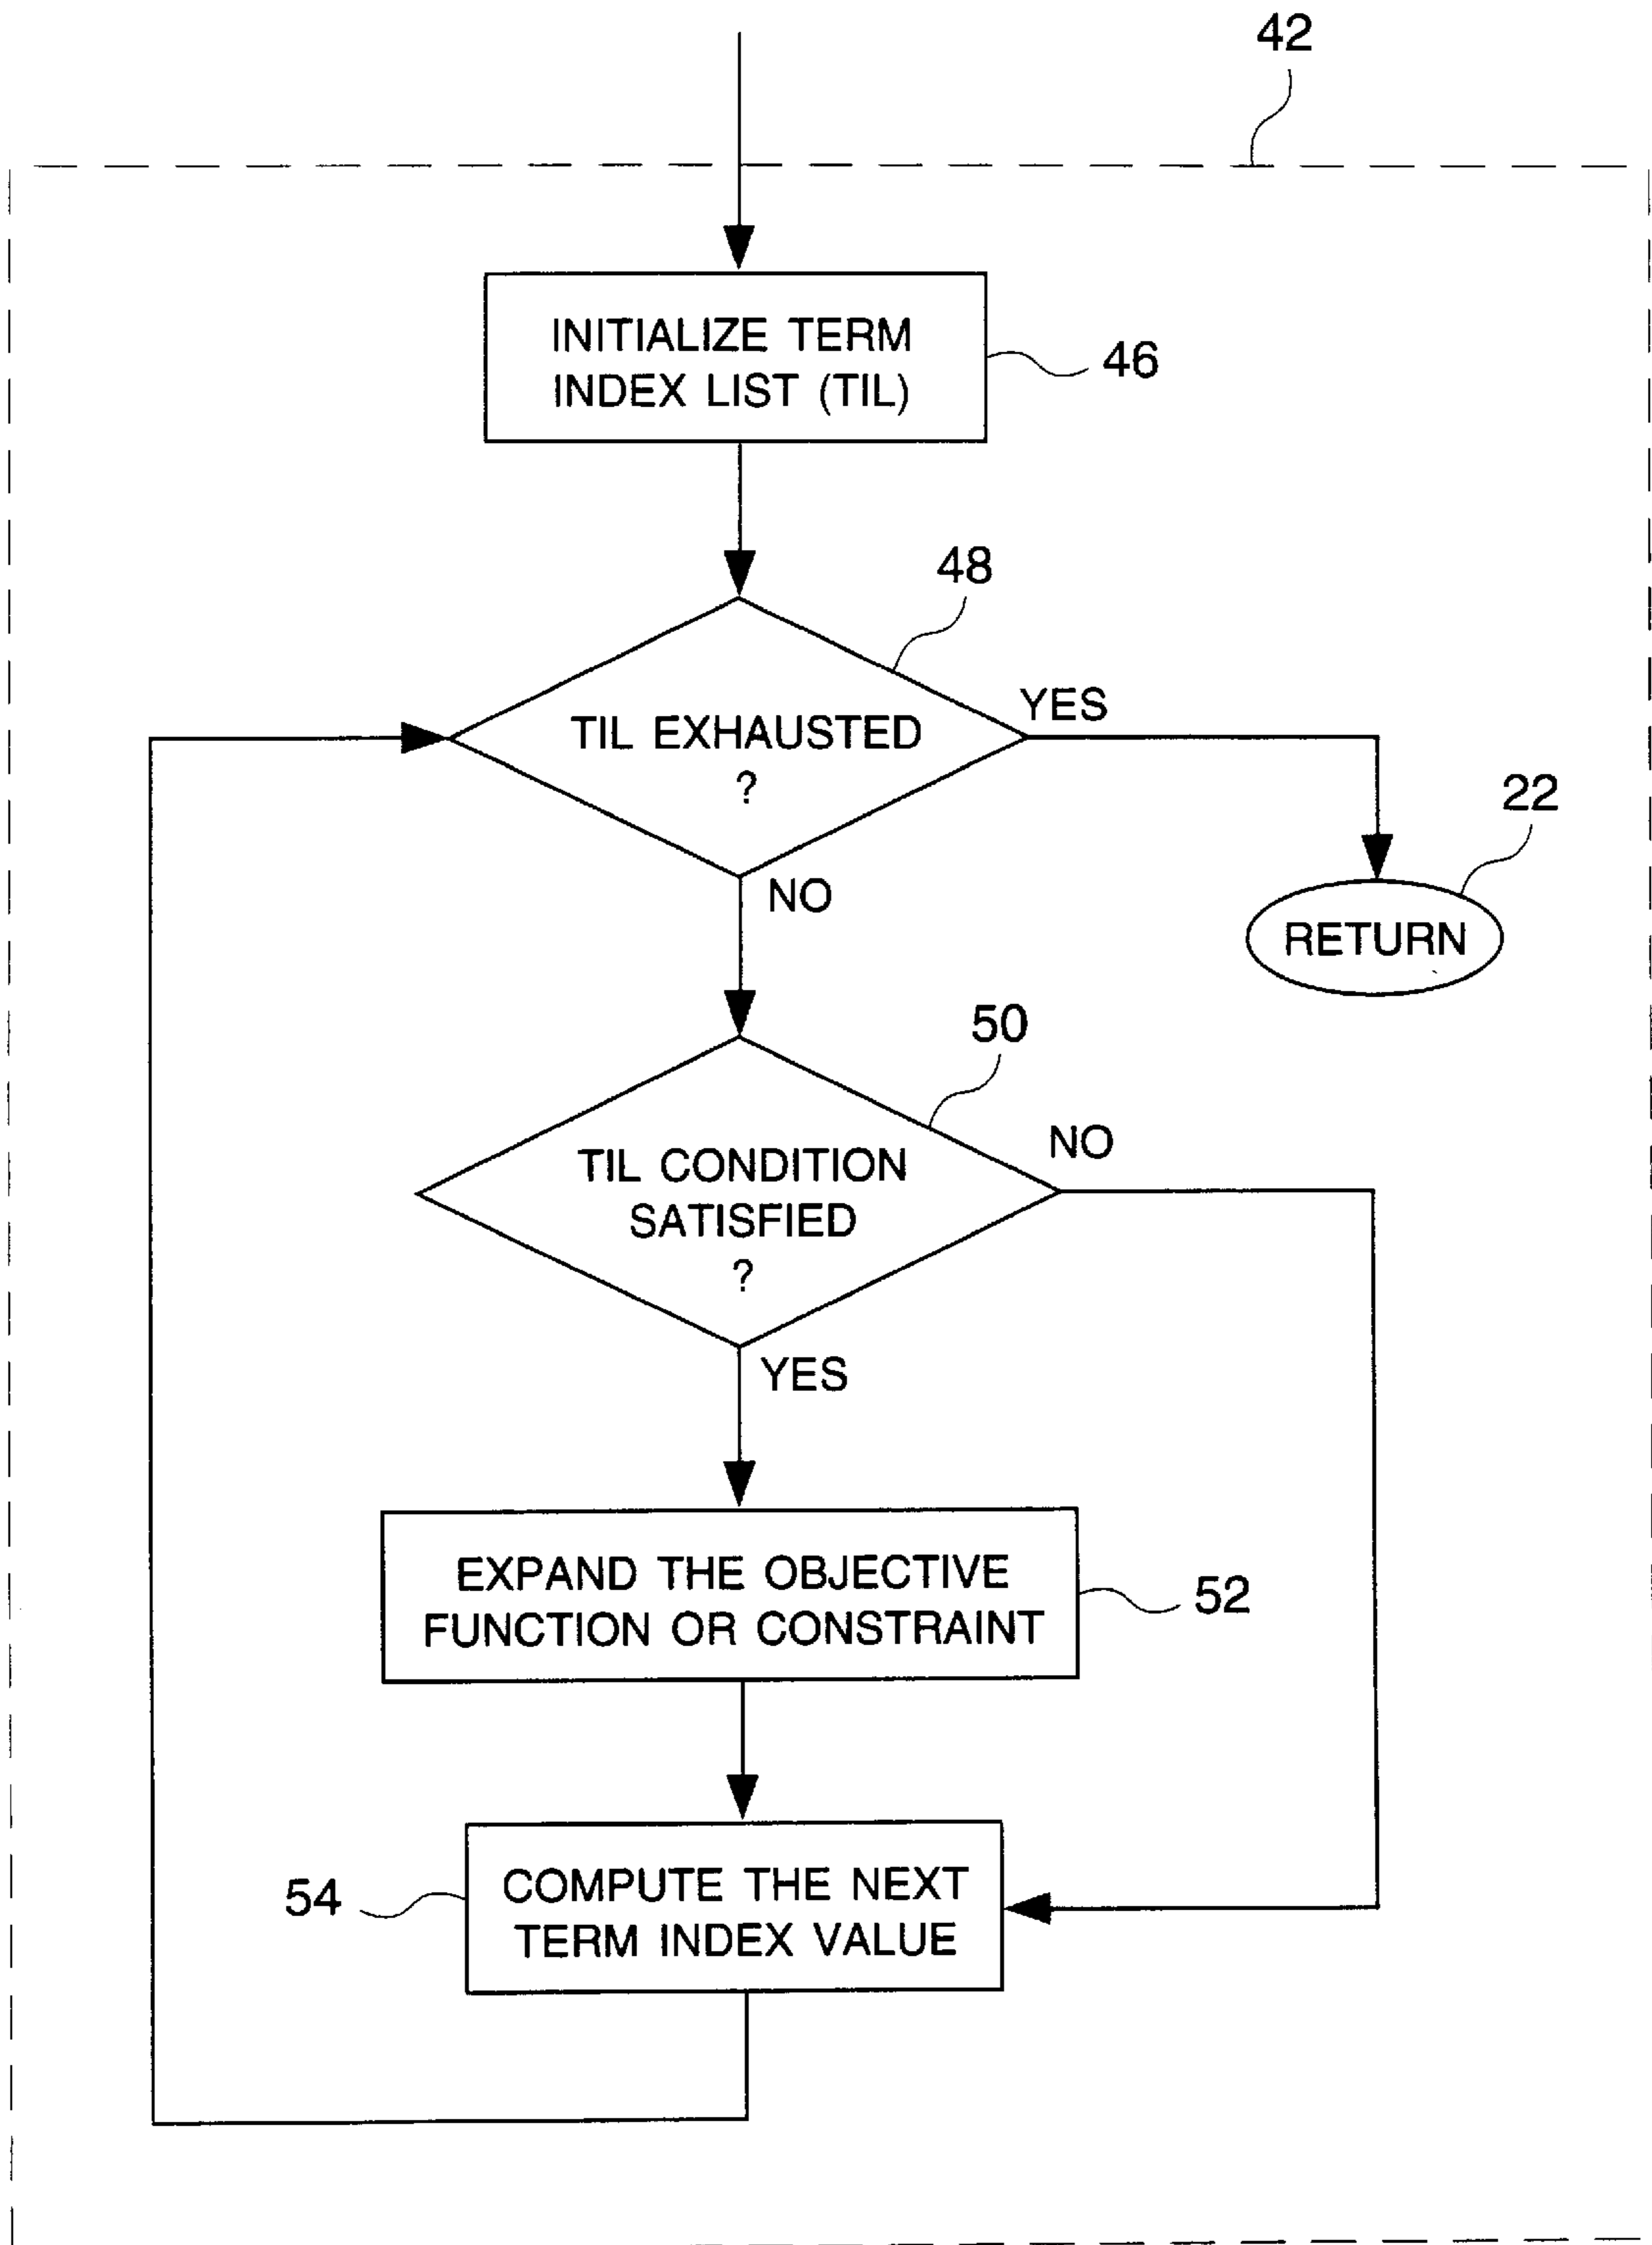 42
INITIALIZE TERM
INDEX LIST (TIL)
46
48
TIL EXHAUSTED
?
YES
NO
22
RETURN
50
TIL CONDITION
SATISFIED
?
NO
YES
EXPAND THE OBJECTIVE
FUNCTION OR CONSTRAINT
52
54
COMPUTE THE NEXT
TERM INDEX VALUE